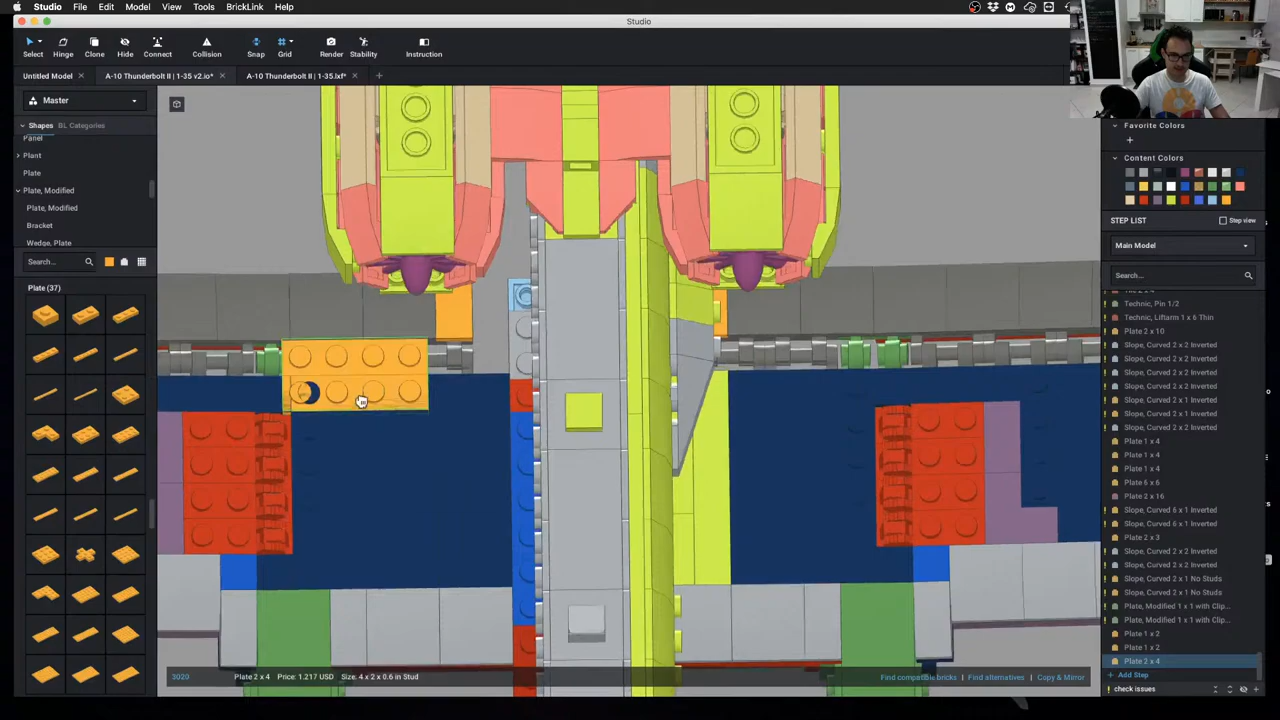 Studio File Edit Model View Tools BrickLink Help
Studio
Select Hinge Clone Hide Connect Collision Snap Grid Render Stability Instruction
Untitled Model A-10 Thunderbolt II | 1-35 v2.io* A-10 Thunderbolt II | 1-35.lxf*
Master
Shapes BL Categories
Panel
Plant
Plate
Plate, Modified
Plate, Modified
Bracket
Wedge, Plate
Search...
Plate (37)
3020 Plate 2 x 4 Price: 1.217 USD Size: 4 x 2 x 0.6 in Stud
Find compatible bricks | Find alternatives | Copy & Mirror
Favorite Colors
Content Colors
STEP LIST Step view
Main Model
Search...
Technic, Pin 1/2
Technic, Liftarm 1 x 6 Thin
Plate 2 x 10
Slope, Curved 2 x 2 Inverted
Slope, Curved 2 x 2 Inverted
Slope, Curved 2 x 2 Inverted
Slope, Curved 2 x 2 Inverted
Slope, Curved 2 x 1 Inverted
Slope, Curved 2 x 1 Inverted
Slope, Curved 2 x 2 Inverted
Plate 1 x 4
Plate 1 x 4
Plate 1 x 4
Plate 6 x 6
Plate 2 x 16
Slope, Curved 6 x 1 Inverted
Slope, Curved 6 x 1 Inverted
Plate 2 x 3
Slope, Curved 2 x 2 Inverted
Slope, Curved 2 x 2 Inverted
Slope, Curved 2 x 1 No Studs
Slope, Curved 2 x 1 No Studs
Plate, Modified 1 x 1 with Clip...
Plate, Modified 1 x 1 with Clip...
Plate 1 x 2
Plate 1 x 2
Plate 2 x 4
Add Step
check issues